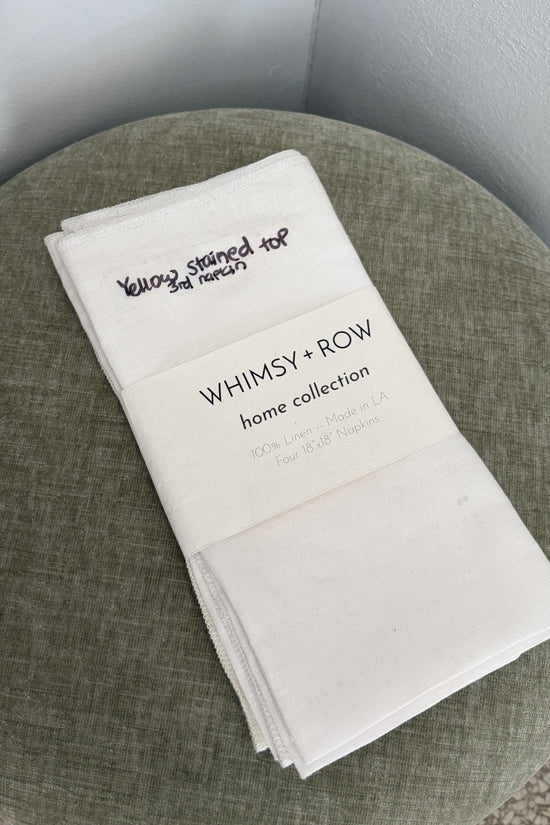 Yellow stained top
3rd napkin
WHIMSY + ROW
home collection
100% Linen -- Made in LA
Four 18"x18" Napkins